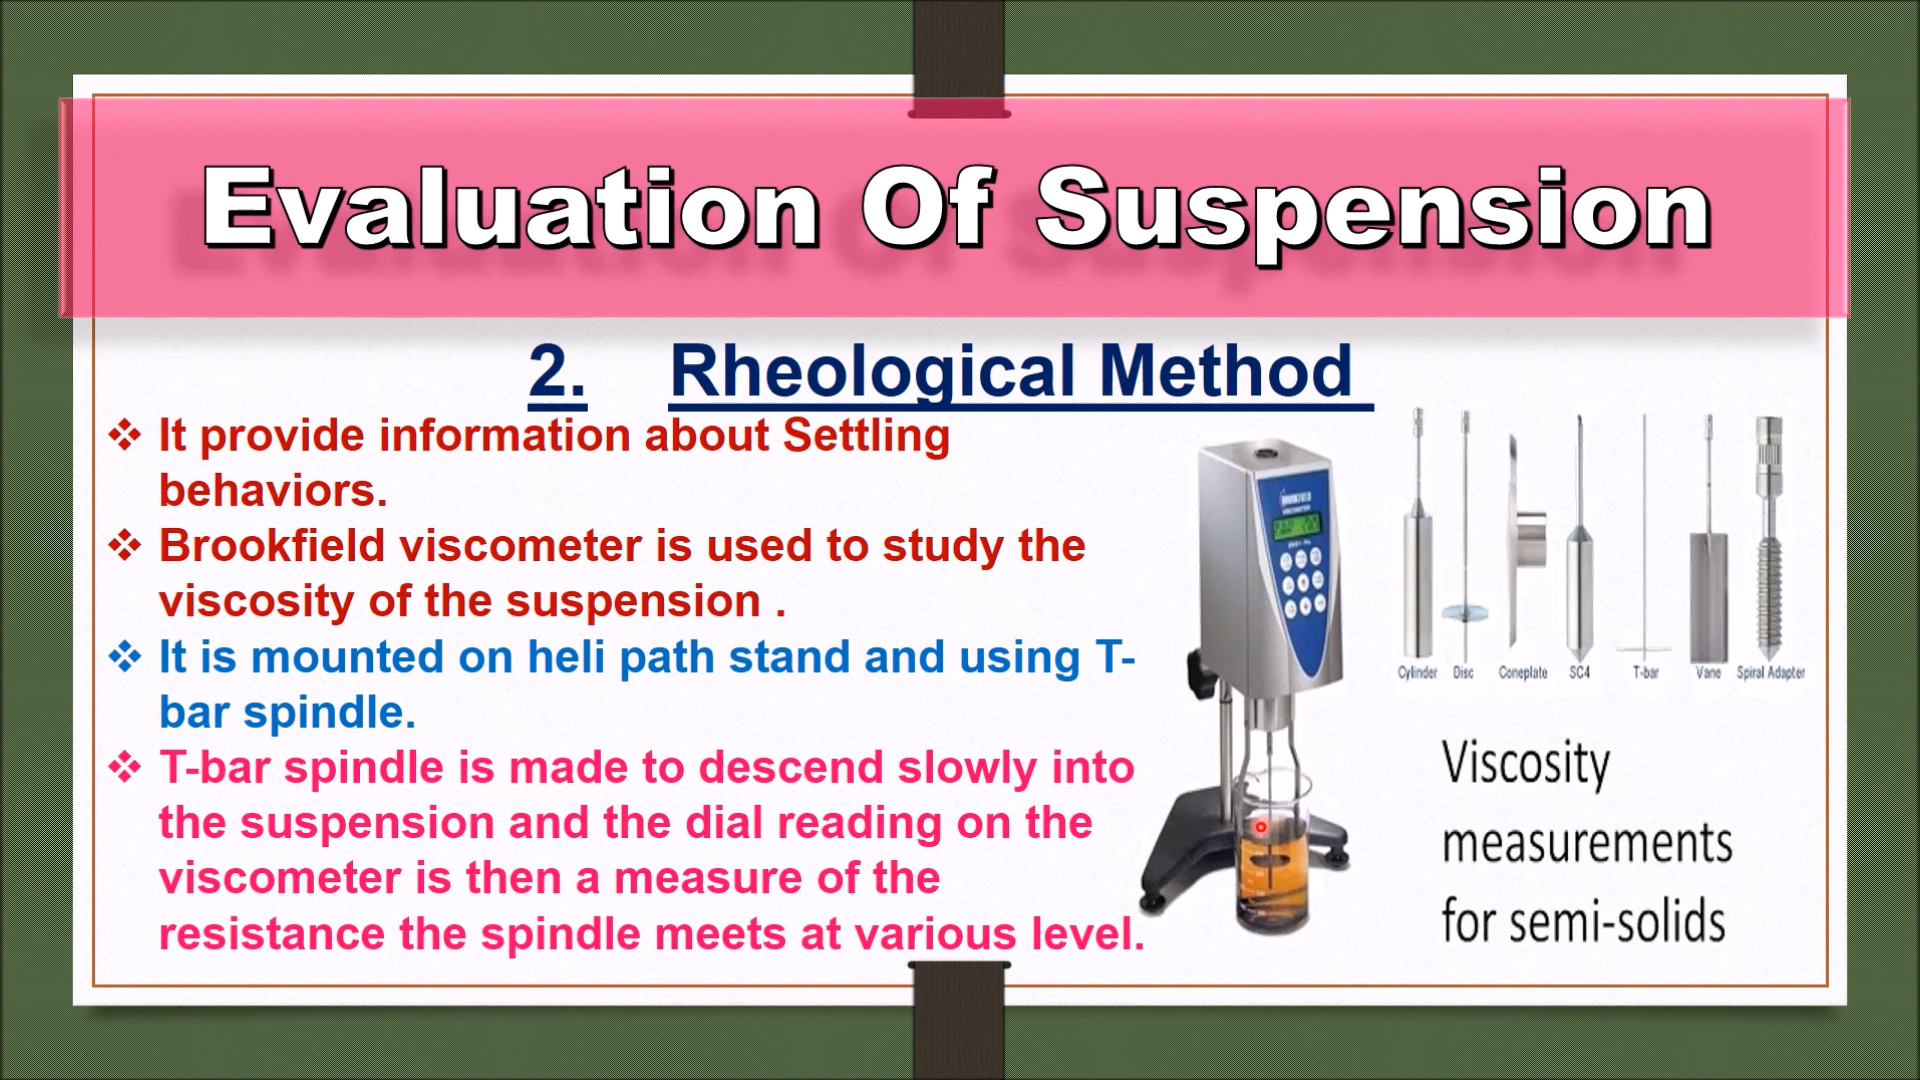 Evaluation Of Suspension
2. Rheological Method
❖ It provide information about Settling
behaviors.
❖ Brookfield viscometer is used to study the
viscosity of the suspension .
❖ It is mounted on heli path stand and using T-
bar spindle.
❖ T-bar spindle is made to descend slowly into
the suspension and the dial reading on the
viscometer is then a measure of the
resistance the spindle meets at various level.
BROOKFIELD
Cylinder Disc Coneplate SC4 T-bar Vane Spiral Adapter
Viscosity
measurements
for semi-solids